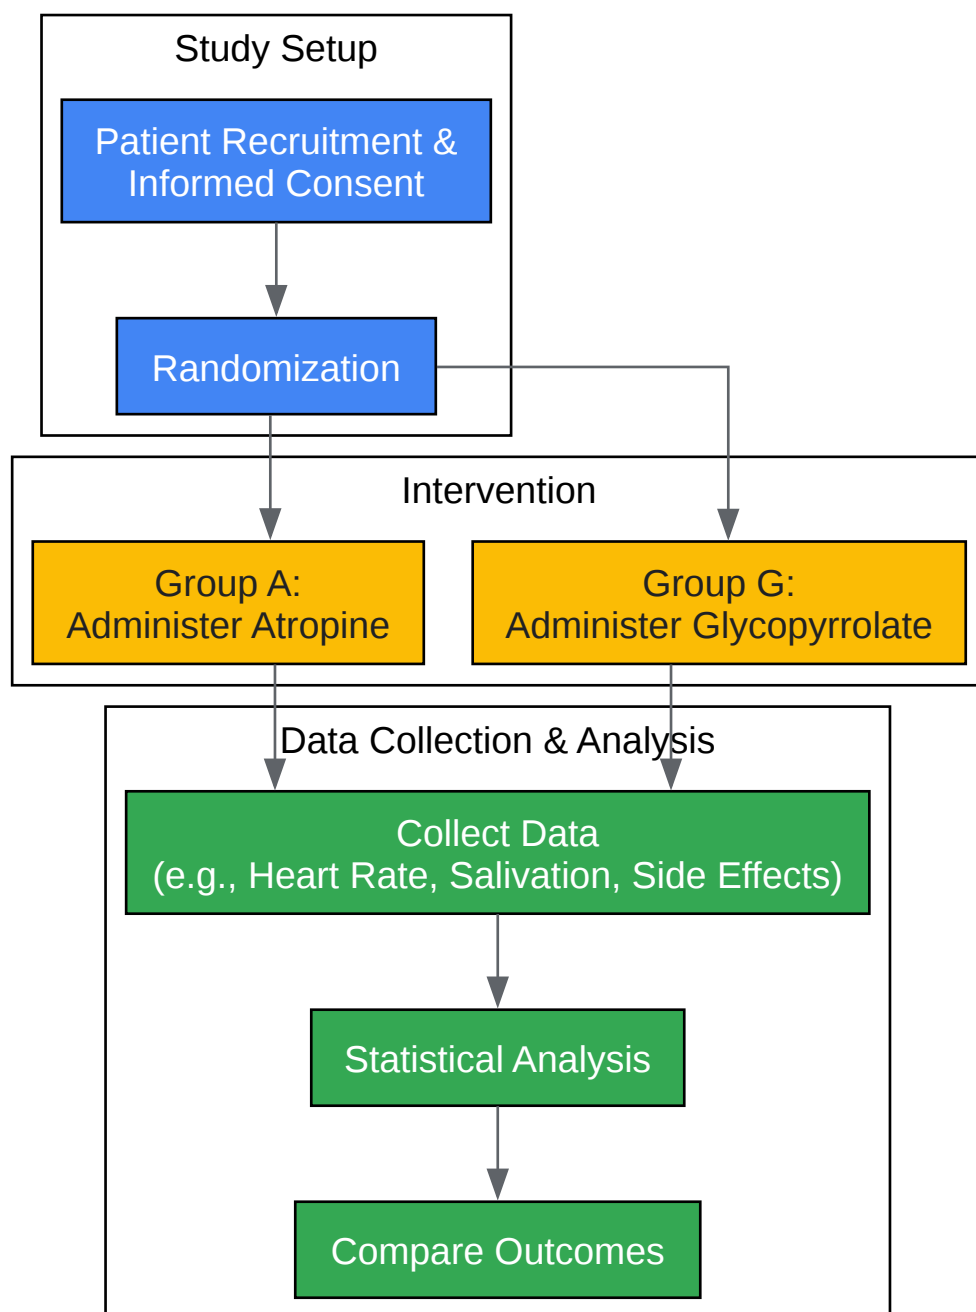 Study Setup
Patient Recruitment &
Informed Consent
Randomization
Intervention
Group A:
Administer Atropine
Group G:
Administer Glycopyrrolate
Data Collection & Analysis
Collect Data
(e.g., Heart Rate, Salivation, Side Effects)
Statistical Analysis
Compare Outcomes